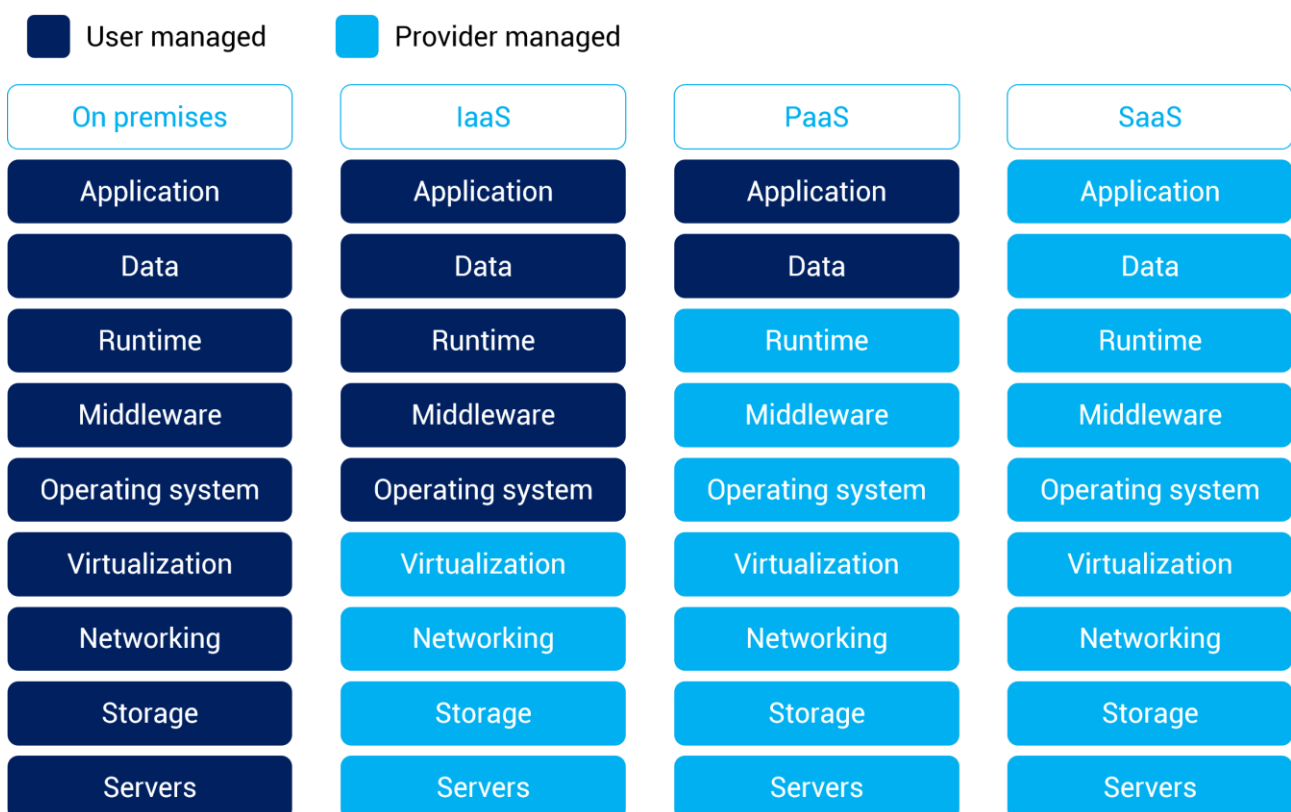 User managed Provider managed
On premises IaaS PaaS SaaS
Application Application Application Application
Data Data Data Data
Runtime Runtime Runtime Runtime
Middleware Middleware Middleware Middleware
Operating system Operating system Operating system Operating system
Virtualization Virtualization Virtualization Virtualization
Networking Networking Networking Networking
Storage Storage Storage Storage
Servers Servers Servers Servers